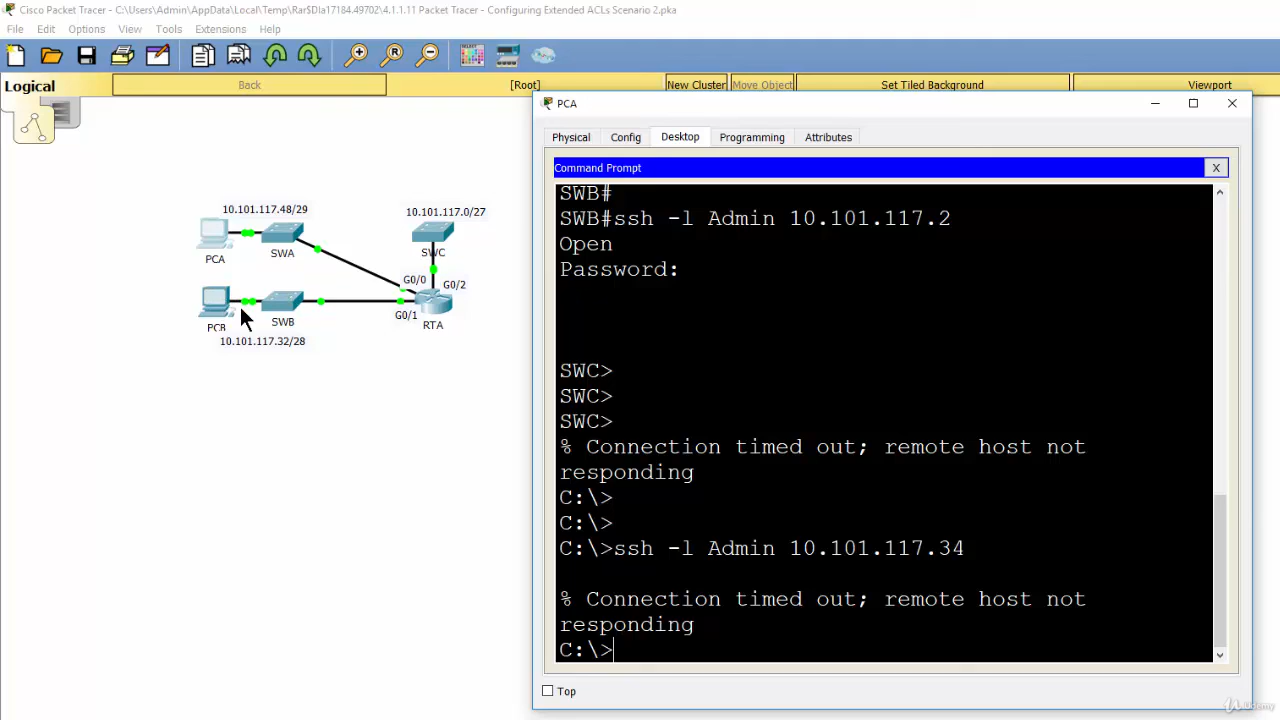 Cisco Packet Tracer - C:\Users\Admin\AppData\Local\Temp\Rar$DIa17184.49702\4.1.1.11 Packet Tracer - Configuring Extended ACLs Scenario 2.pka
File Edit Options View Tools Extensions Help
Logical Back [Root] New Cluster Move Object Set Tiled Background Viewport
PCA
Physical Config Desktop Programming Attributes
Command Prompt X
SWB#
SWB#ssh -l Admin 10.101.117.2
Open
Password:
SWC>
SWC>
SWC>
% Connection timed out; remote host not
responding
C:\>
C:\>
C:\>ssh -l Admin 10.101.117.34
% Connection timed out; remote host not
responding
C:\>
Top
10.101.117.48/29
10.101.117.0/27
PCA
SWA
SWC
G0/0
G0/2
PCB
SWB
G0/1
RTA
10.101.117.32/28
Udemy